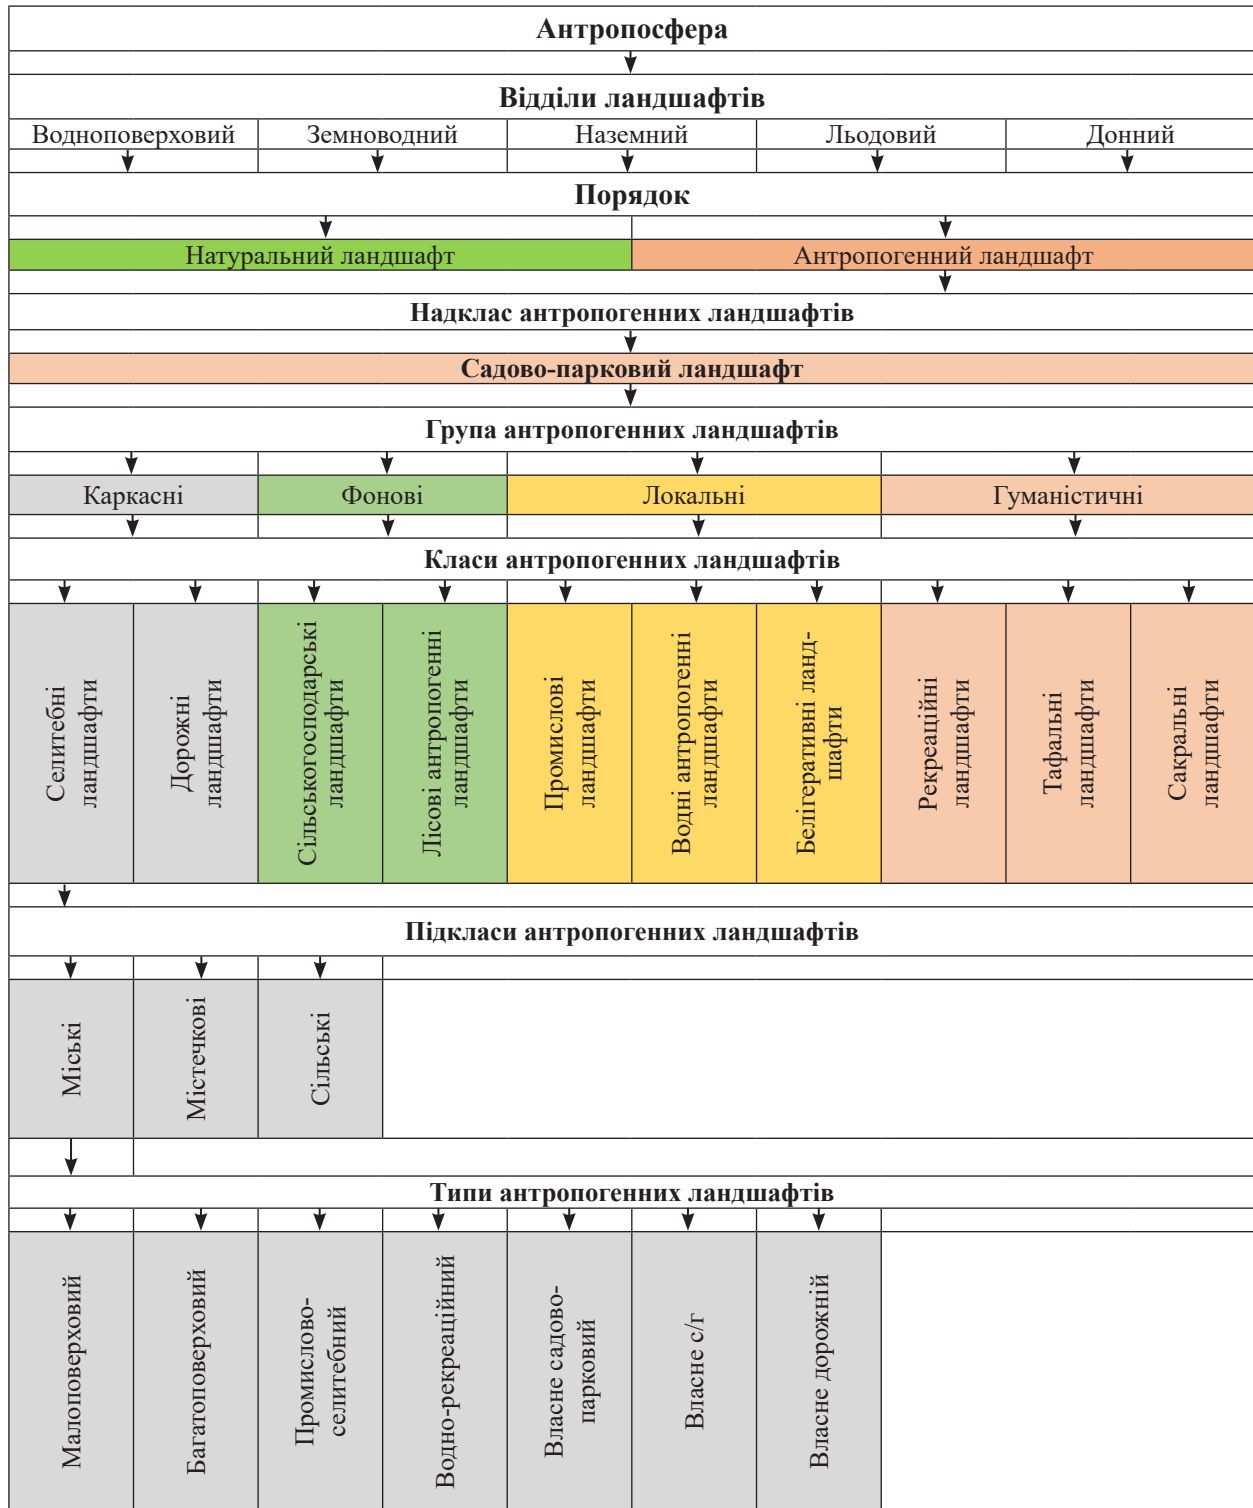 Антропосфера
Відділи ландшафтів
Водноповерховий
Земноводний
Наземний
Льодовий
Донний
Порядок
Натуральний ландшафт
Антропогенний ландшафт
Надклас антропогенних ландшафтів
Садово-парковий ландшафт
Група антропогенних ландшафтів
Каркасні
Фонові
Локальні
Гуманістичні
Класи антропогенних ландшафтів
Селитебні
ландшафти
Дорожні
ландшафти
Сільськогосподарські
ландшафти
Лісові антропогенні
ландшафти
Промислові
ландшафти
Водні антропогенні
ландшафти
Белігеративні ланд-
шафти
Рекреаційні
ландшафти
Тафальні
ландшафти
Сакральні
ландшафти
Підкласи антропогенних ландшафтів
Міські
Містечкові
Сільські
Типи антропогенних ландшафтів
Малоповерховий
Багатоповерховий
Промислово-
селитебний
Водно-рекреаційний
Власне садово-
парковий
Власне с/г
Власне дорожній